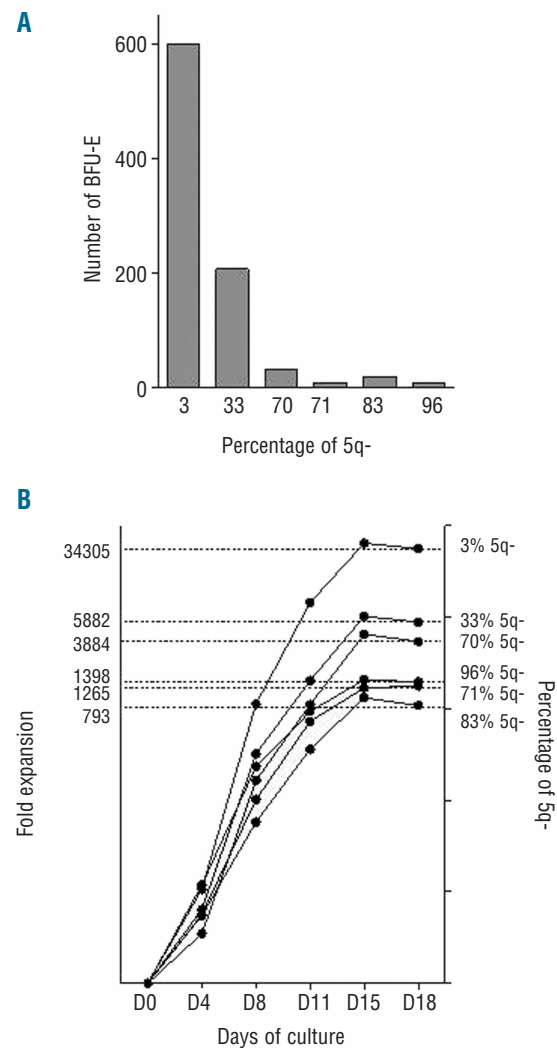 A
600
400
200
0
Number of BFU-E
3 33 70 71 83 96
Percentage of 5q-
B
34305
5882
3884
1398
1265
793
Fold expansion
3% 5q-
33% 5q-
70% 5q-
96% 5q-
71% 5q-
83% 5q-
Percentage of 5q-
D0 D4 D8 D11 D15 D18
Days of culture